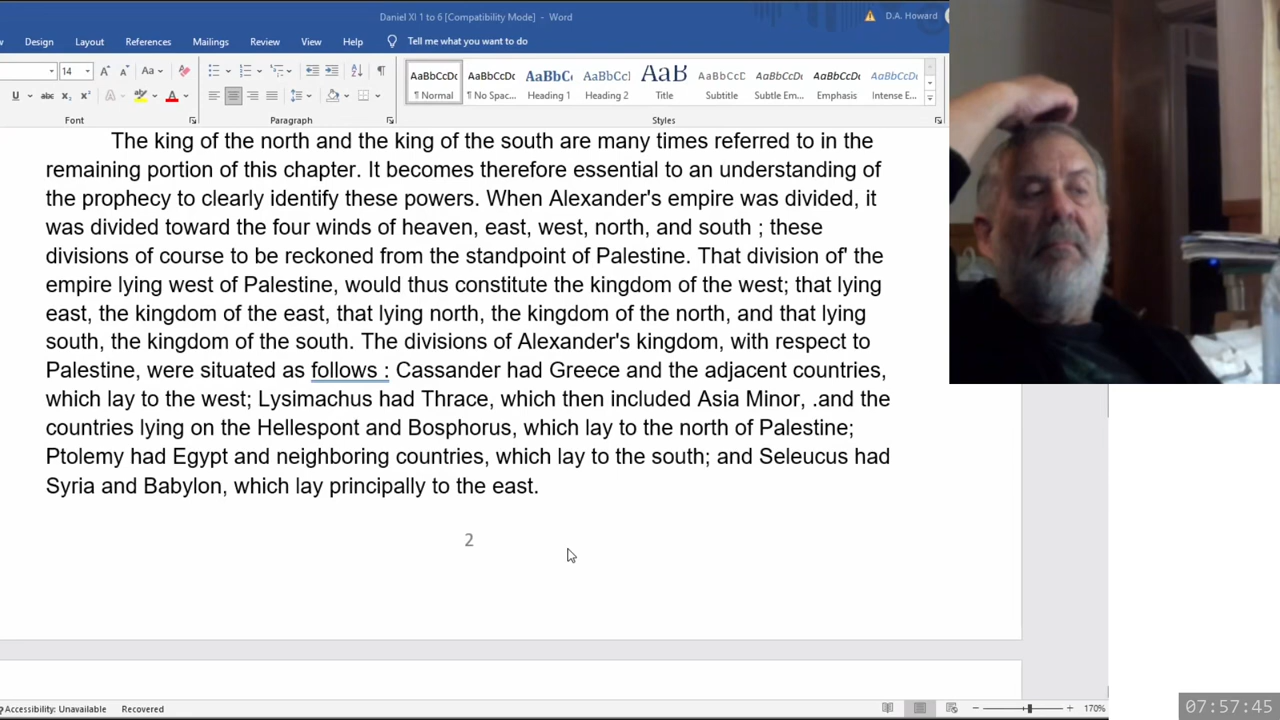 Daniel XI 1 to 6 [Compatibility Mode] - Word
D.A. Howard
Design Layout References Mailings Review View Help Tell me what you want to do
14 Aa
AaBbCcDc AaBbCcDc AaBbCc AaBbCcl AaB AaBbCcD AaBbCcDc AaBbCcDc AaBbCcDc
¶ Normal ¶ No Spac... Heading 1 Heading 2 Title Subtitle Subtle Em... Emphasis Intense E...
Font Paragraph Styles
The king of the north and the king of the south are many times referred to in the
remaining portion of this chapter. It becomes therefore essential to an understanding of
the prophecy to clearly identify these powers. When Alexander's empire was divided, it
was divided toward the four winds of heaven, east, west, north, and south ; these
divisions of course to be reckoned from the standpoint of Palestine. That division of' the
empire lying west of Palestine, would thus constitute the kingdom of the west; that lying
east, the kingdom of the east, that lying north, the kingdom of the north, and that lying
south, the kingdom of the south. The divisions of Alexander's kingdom, with respect to
Palestine, were situated as follows : Cassander had Greece and the adjacent countries,
which lay to the west; Lysimachus had Thrace, which then included Asia Minor, .and the
countries lying on the Hellespont and Bosphorus, which lay to the north of Palestine;
Ptolemy had Egypt and neighboring countries, which lay to the south; and Seleucus had
Syria and Babylon, which lay principally to the east.
2
Accessibility: Unavailable Recovered 170%
07:57:45